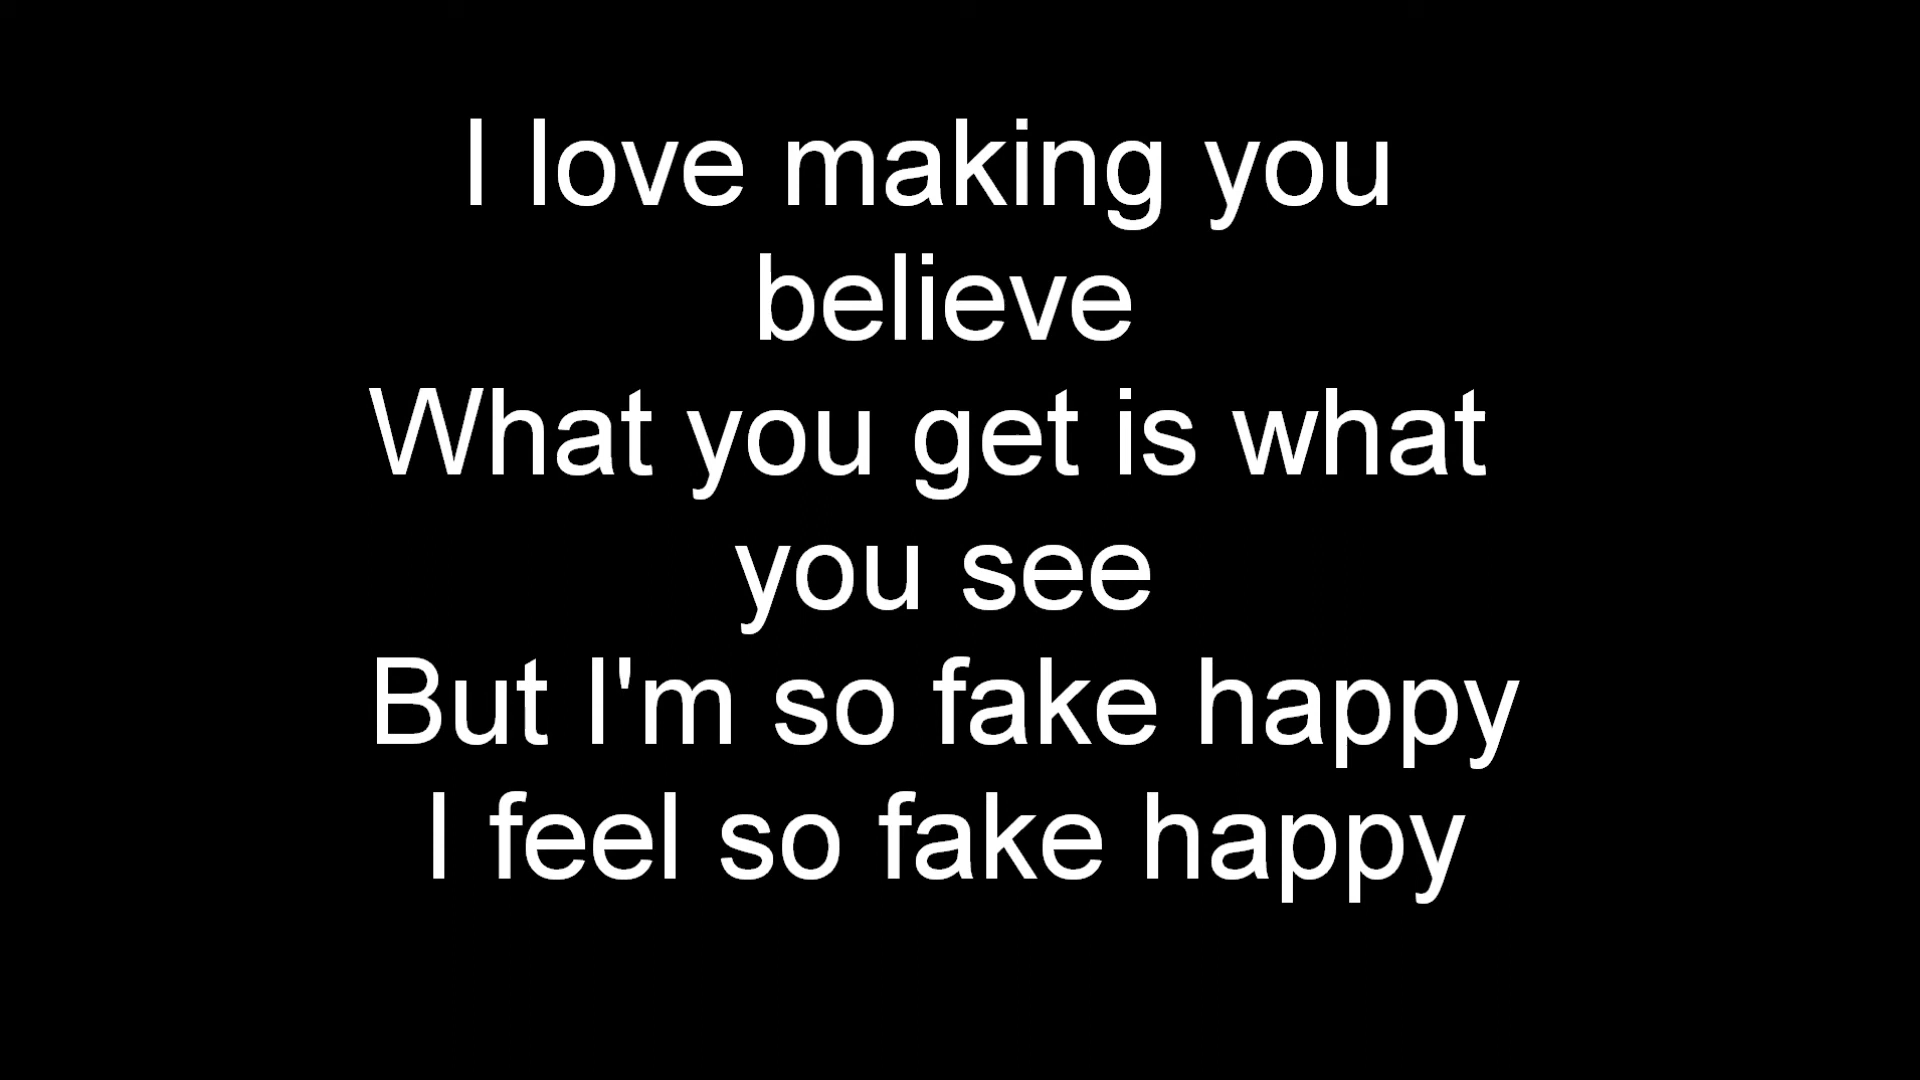 I love making you
believe
What you get is what
you see
But I'm so fake happy
I feel so fake happy